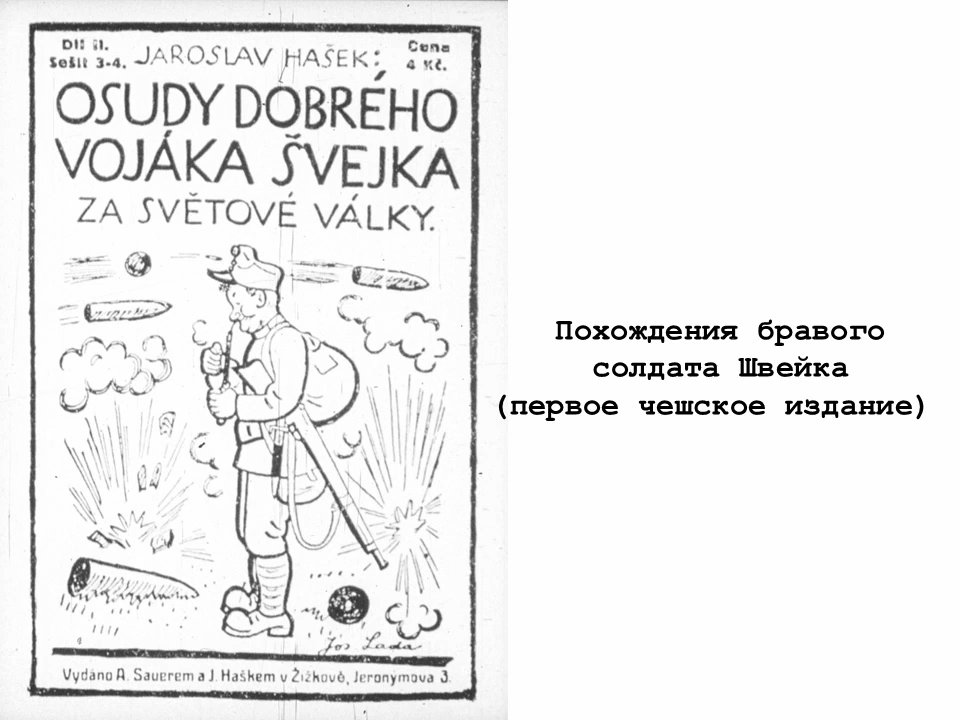 Díl II.
Sešit 3-4.
JAROSLAV HAŠEK:
Cena
4 Kč.
OSUDY DOBRÉHO
VOJÁKA ŠVEJKA
ZA SVĚTOVÉ VÁLKY.
Jos Lada
Vydáno A. Sauerem a J. Haškem v Žižkově, Jeronýmova 3.
Похождения бравого
солдата Швейка
(первое чешское издание)